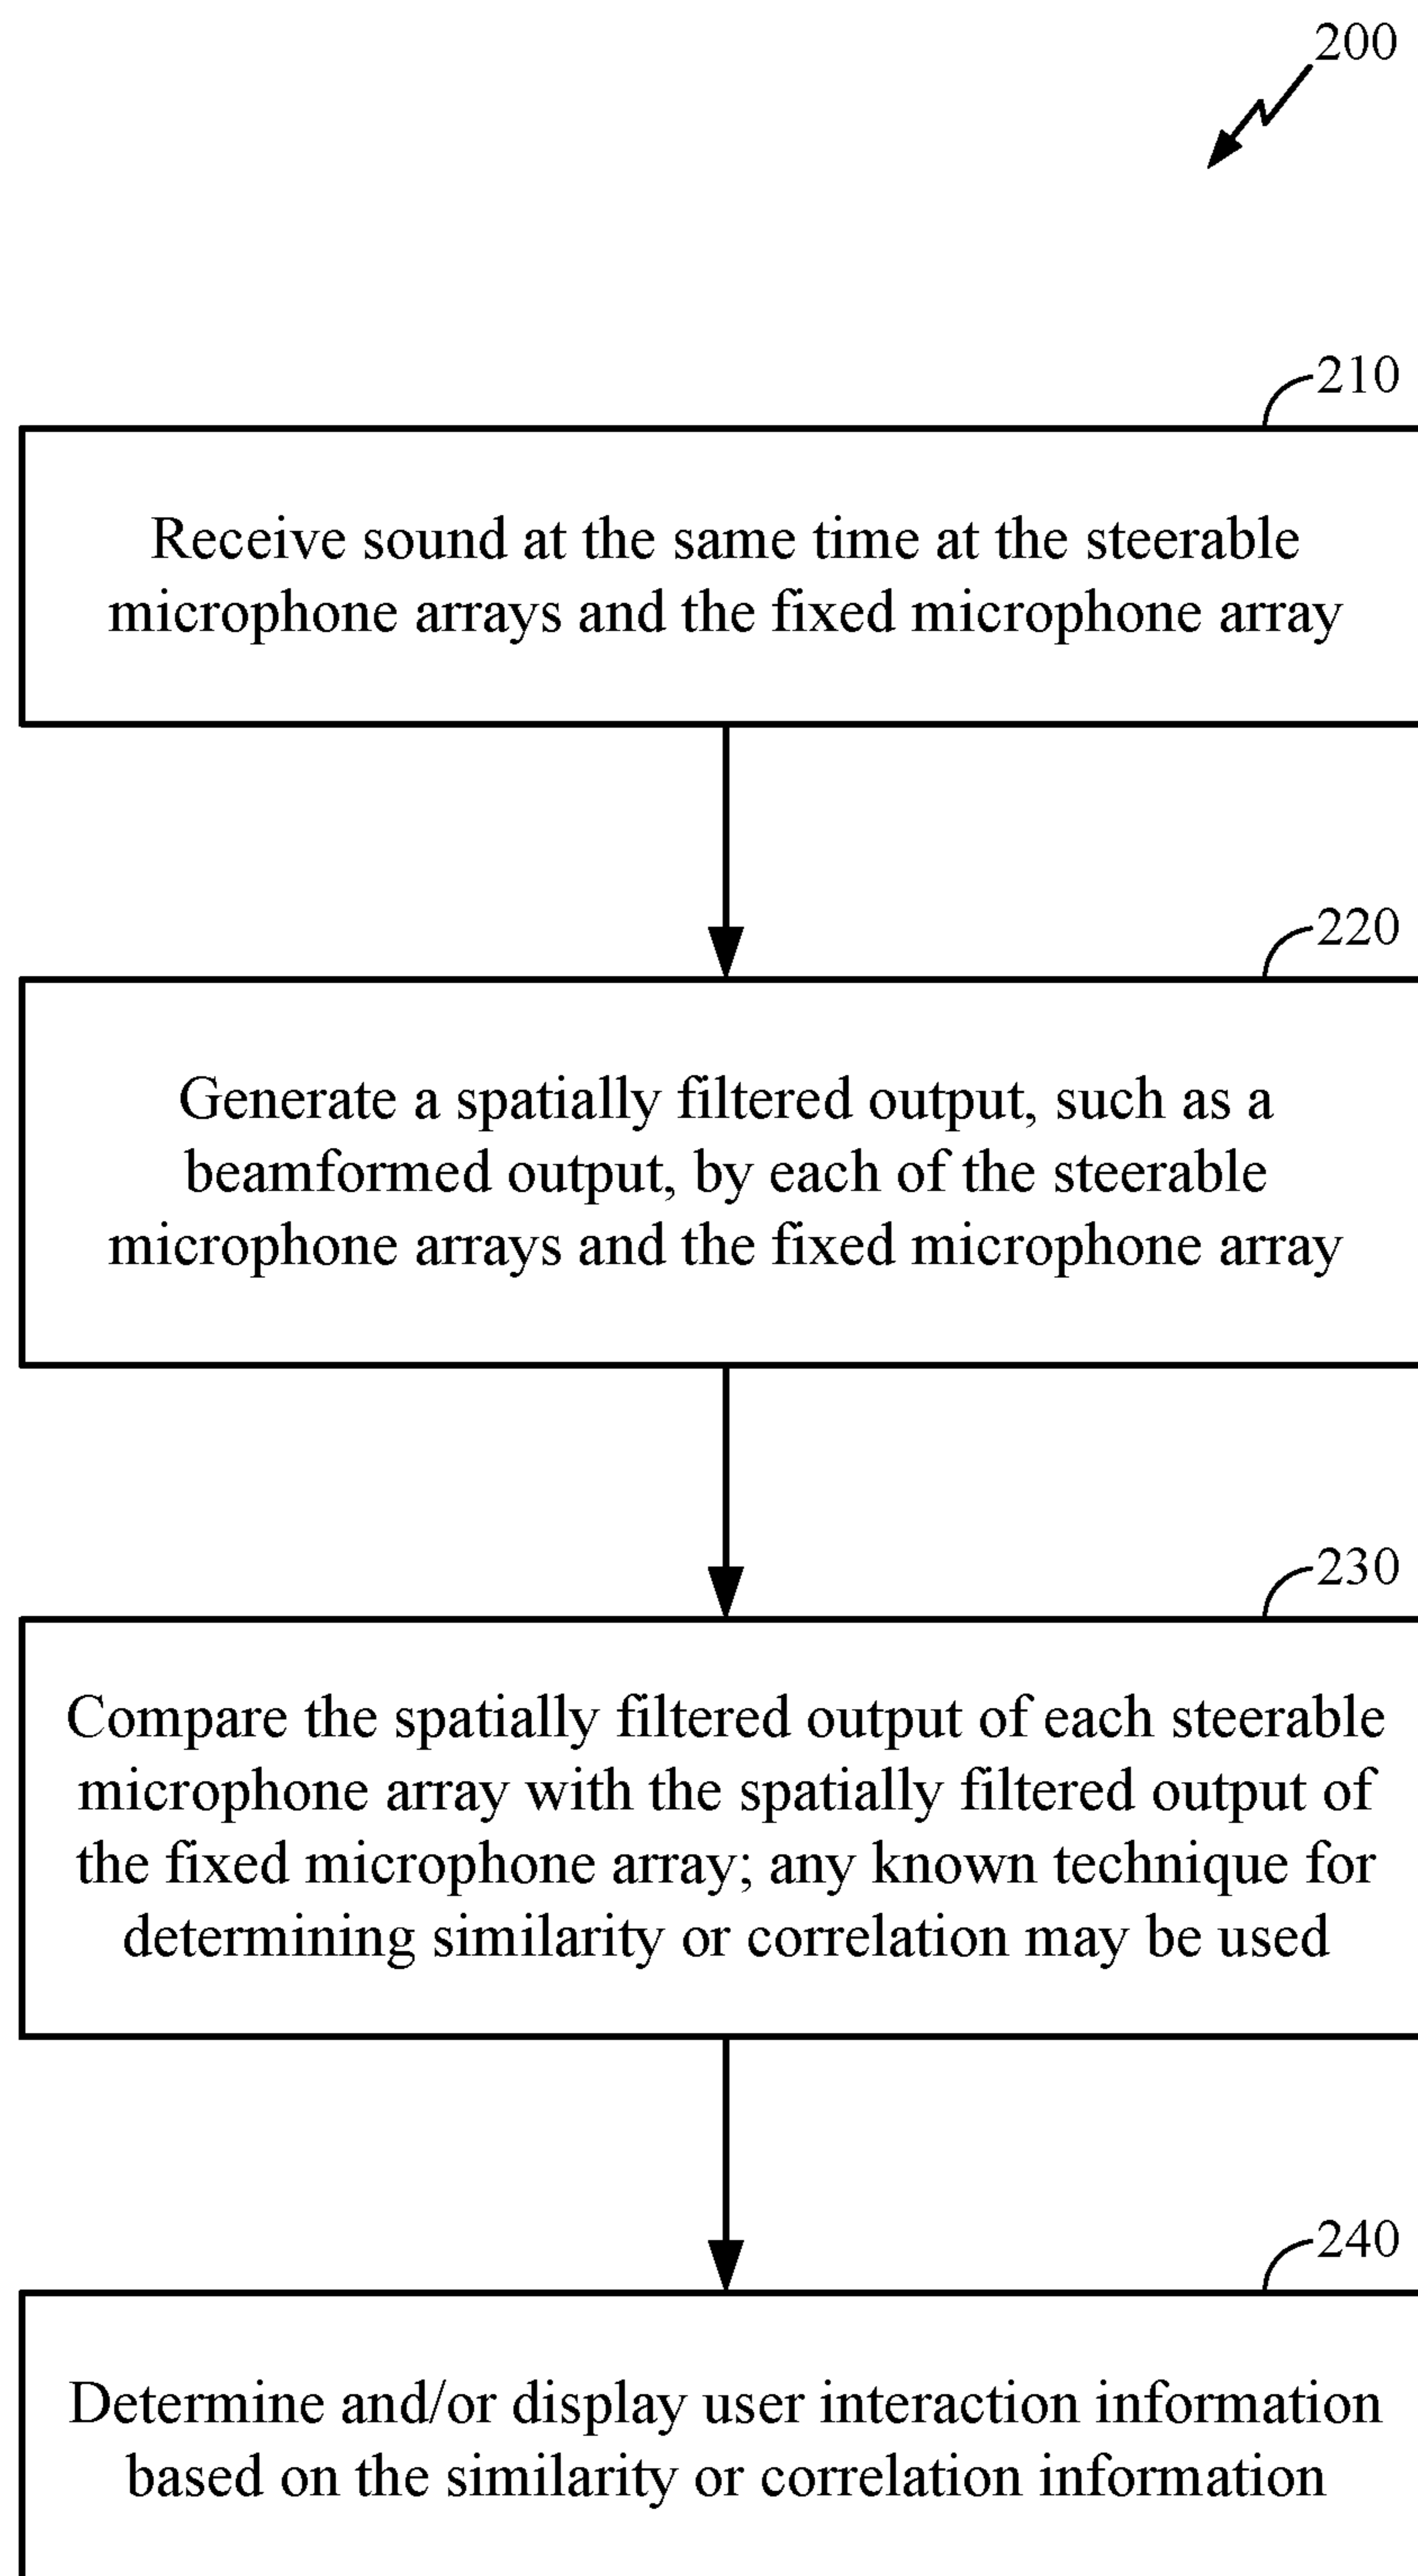 200
210
Receive sound at the same time at the steerable
microphone arrays and the fixed microphone array
220
Generate a spatially filtered output, such as a
beamformed output, by each of the steerable
microphone arrays and the fixed microphone array
230
Compare the spatially filtered output of each steerable
microphone array with the spatially filtered output of
the fixed microphone array; any known technique for
determining similarity or correlation may be used
240
Determine and/or display user interaction information
based on the similarity or correlation information